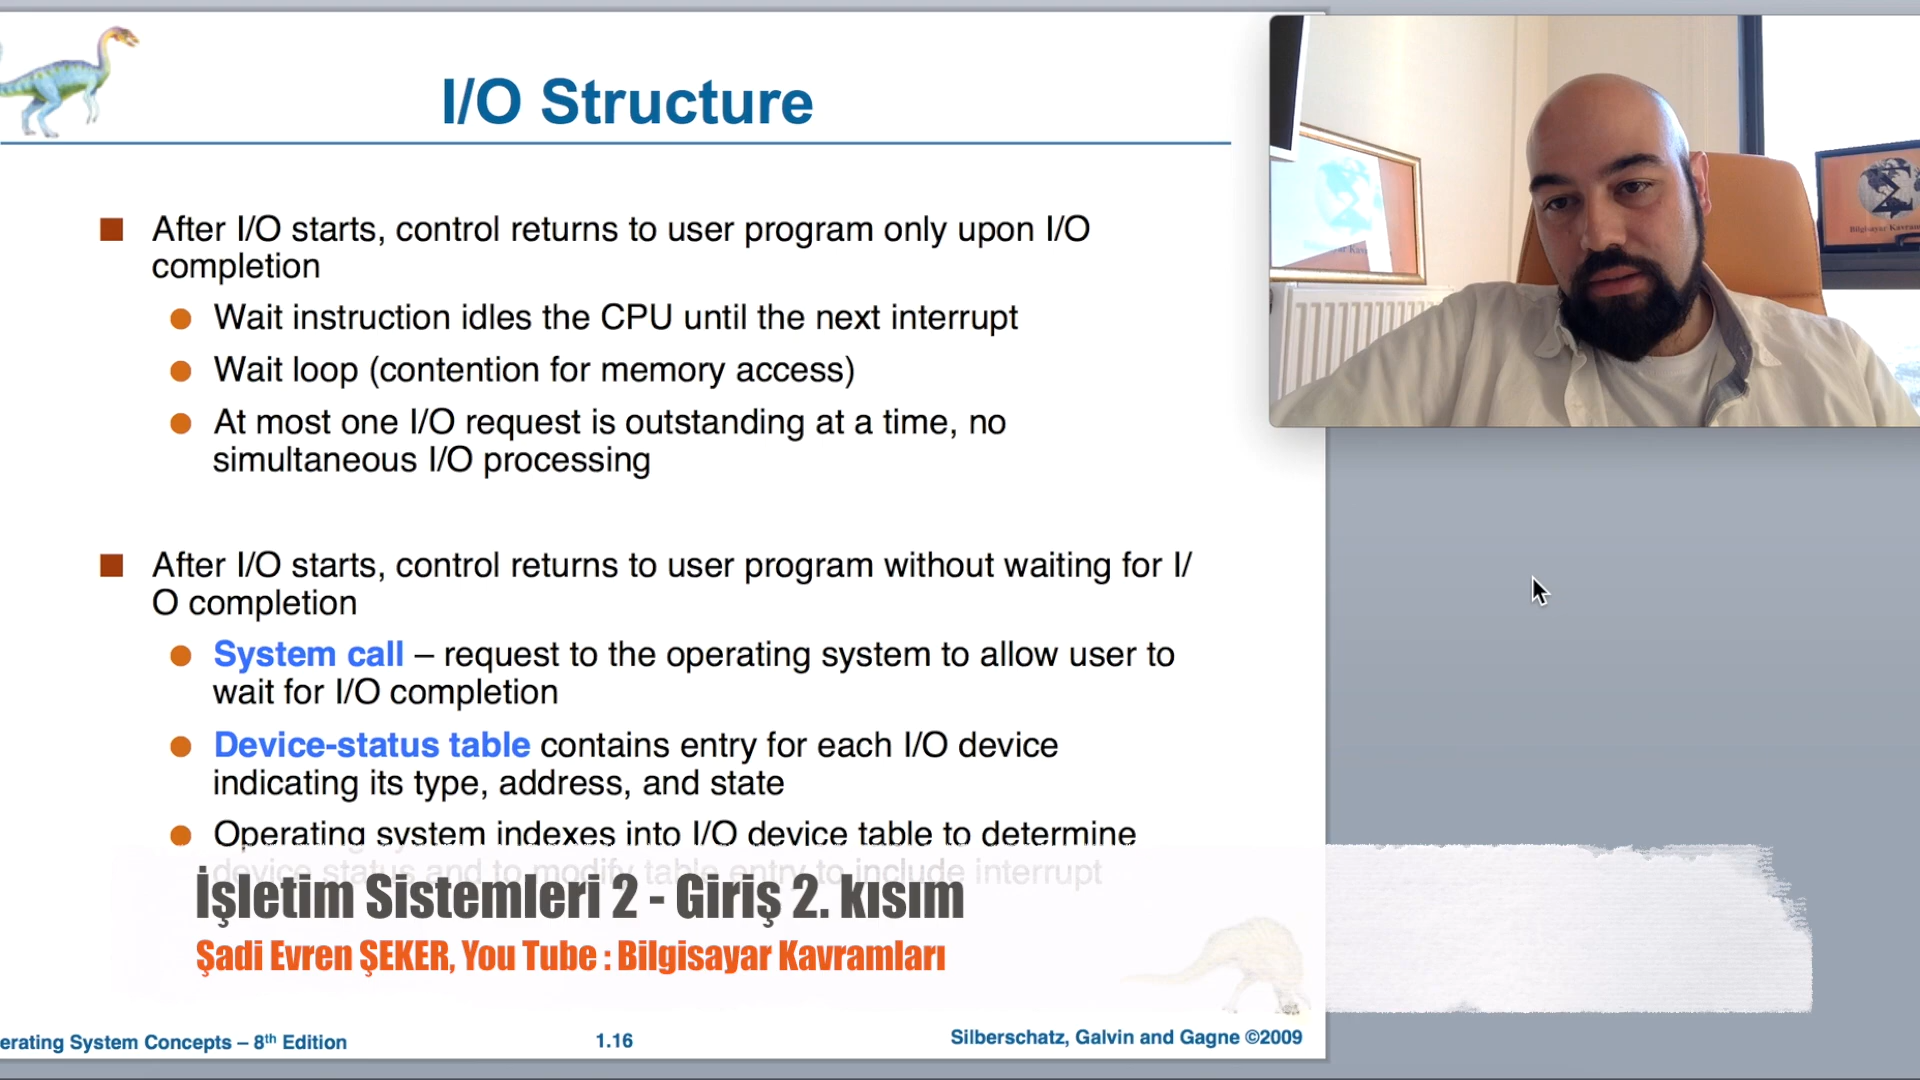 I/O Structure
After I/O starts, control returns to user program only upon I/O
completion
Wait instruction idles the CPU until the next interrupt
Wait loop (contention for memory access)
At most one I/O request is outstanding at a time, no
simultaneous I/O processing
After I/O starts, control returns to user program without waiting for I/
O completion
System call – request to the operating system to allow user to
wait for I/O completion
Device-status table contains entry for each I/O device
indicating its type, address, and state
Operating system indexes into I/O device table to determine
device status and to modify table entry to include interrupt
İşletim Sistemleri 2 - Giriş 2. kısım
Şadi Evren ŞEKER, You Tube : Bilgisayar Kavramları
erating System Concepts – 8th Edition
1.16
Silberschatz, Galvin and Gagne ©2009
Bilgisayar